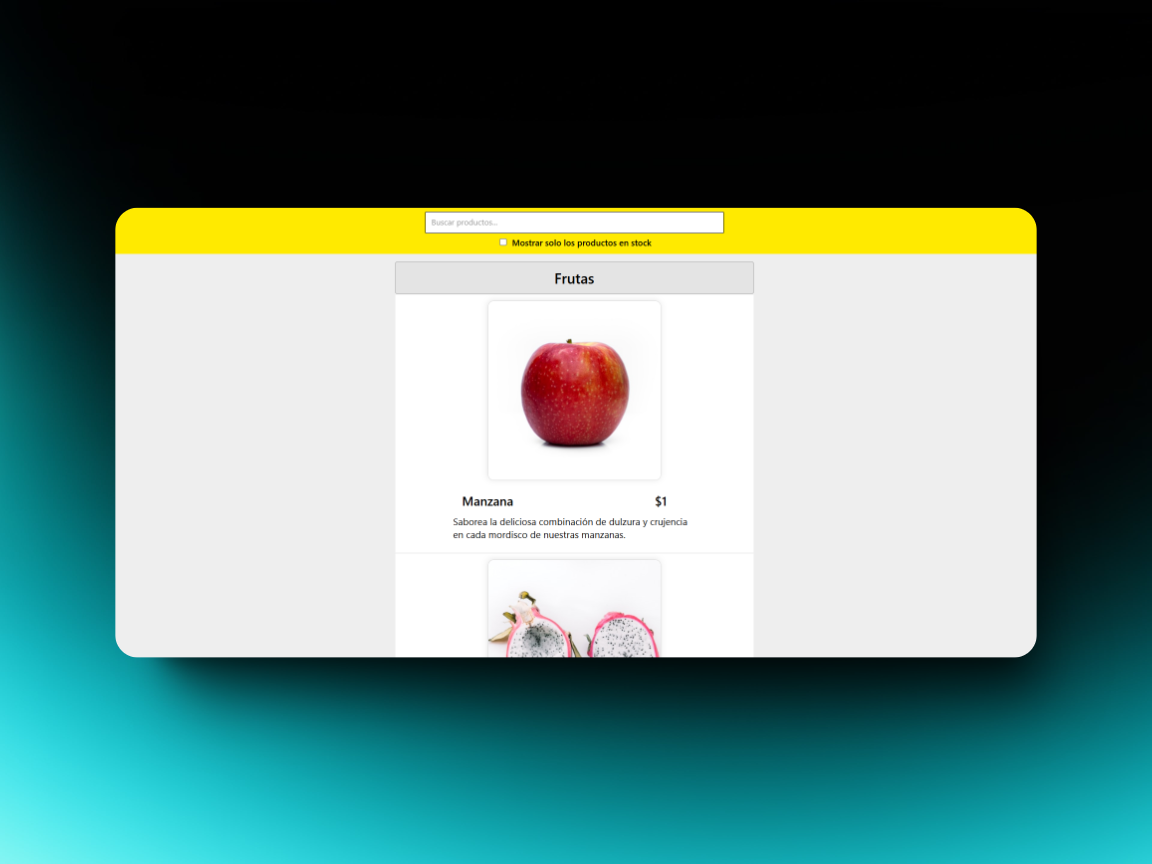 Buscar productos...
Mostrar solo los productos en stock
Frutas
Manzana $1
Saborea la deliciosa combinación de dulzura y crujencia
en cada mordisco de nuestras manzanas.